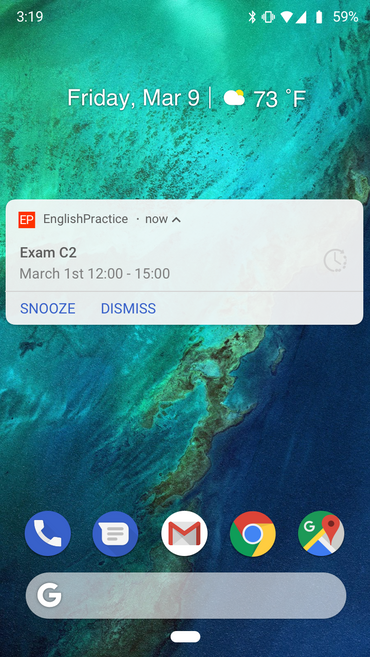 3:19 59%
Friday, Mar 9 | 73 °F
EP EnglishPractice · now
Exam C2
March 1st 12:00 - 15:00
SNOOZE DISMISS
G
G